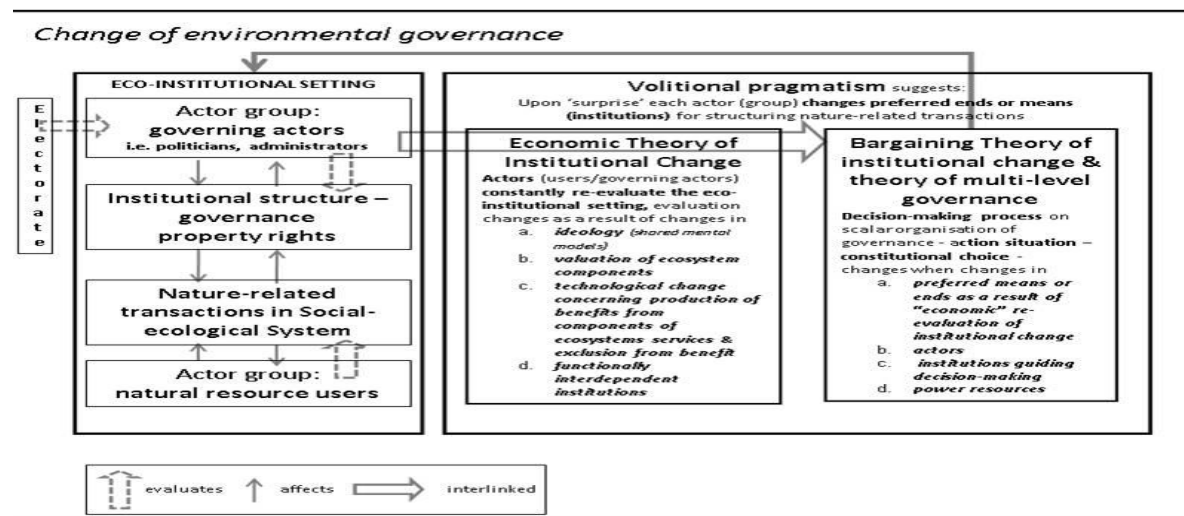 Change of environmental governance
Electorate
ECO-INSTITUTIONAL SETTING
Actor group:
governing actors
i.e. politicians, administrators
Institutional structure –
governance
property rights
Nature-related
transactions in Social-
ecological System
Actor group:
natural resource users
Volitional pragmatism suggests:
Upon 'surprise' each actor (group) changes preferred ends or means
(institutions) for structuring nature-related transactions
Economic Theory of
Institutional Change
Actors (users/governing actors)
constantly re-evaluate the eco-
institutional setting, evaluation
changes as a result of changes in
a. ideology (shared mental
models)
b. valuation of ecosystem
components
c. technological change
concerning production of
benefits from
components of
ecosystems services &
exclusion from benefit
d. functionally
interdependent
institutions
Bargaining Theory of
institutional change &
theory of multi-level
governance
Decision-making process on
scalar organisation of
governance - action situation –
constitutional choice -
changes when changes in
a. preferred means or
ends as a result of
"economic" re-
evaluation of
institutional change
b. actors
c. institutions guiding
decision-making
d. power resources
evaluates affects interlinked